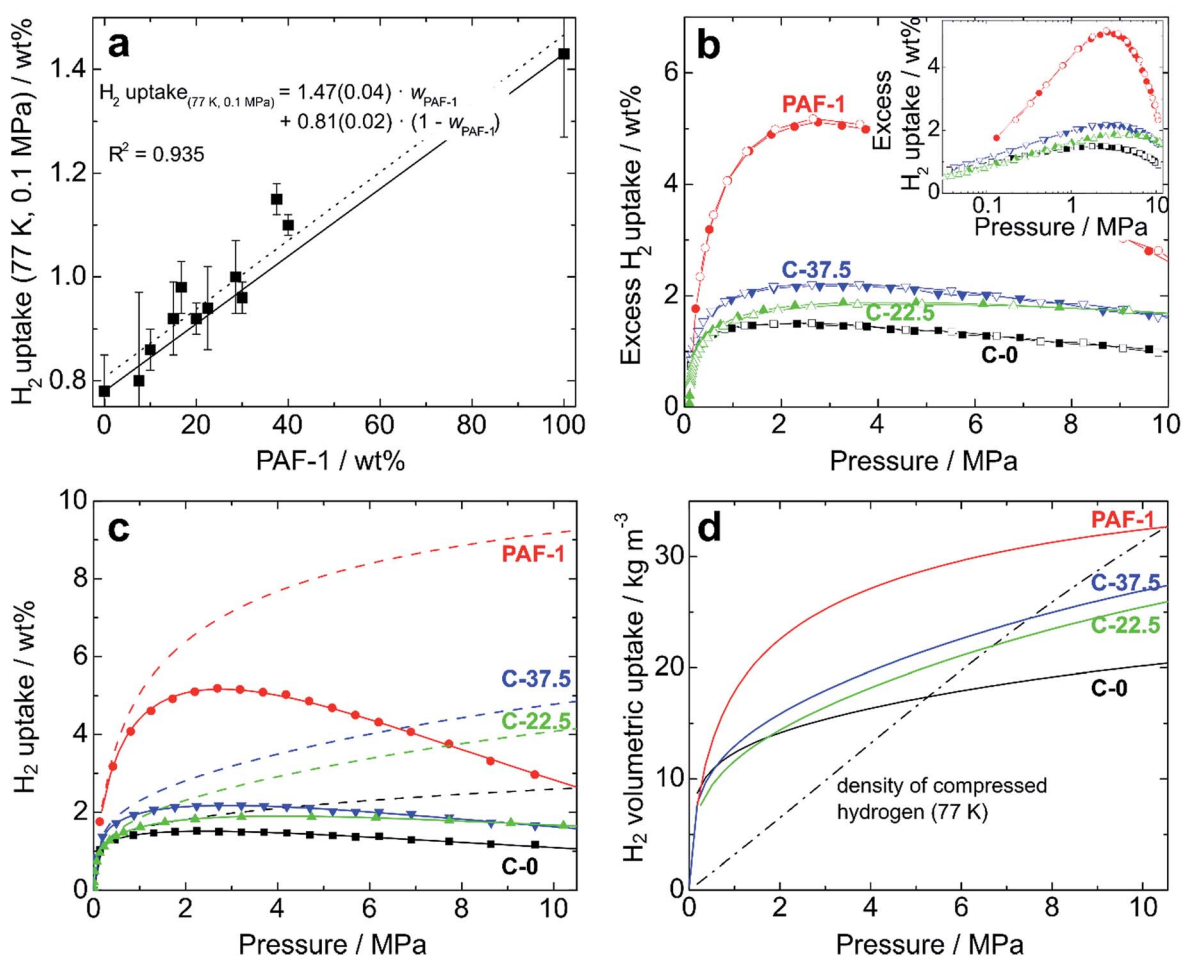 a
H₂ uptake (77 K, 0.1 MPa) / wt%
1.4
1.2
1.0
0.8
H₂ uptake(77 K, 0.1 MPa) = 1.47(0.04) · wPAF-1
+ 0.81(0.02) · (1 - wPAF-1)
R² = 0.935
0 20 40 60 80 100
PAF-1 / wt%
b
Excess H₂ uptake / wt%
6
4
2
0
PAF-1
C-37.5
C-22.5
C-0
0 2 4 6 8 10
Pressure / MPa
Excess
H₂ uptake / wt%
4
2
0
0.1 1 10
Pressure / MPa
c
H₂ uptake / wt%
10
8
6
4
2
0
PAF-1
C-37.5
C-22.5
C-0
0 2 4 6 8 10
Pressure / MPa
d
H₂ volumetric uptake / kg m⁻³
30
20
10
0
PAF-1
C-37.5
C-22.5
C-0
density of compressed
hydrogen (77 K)
0 2 4 6 8 10
Pressure / MPa